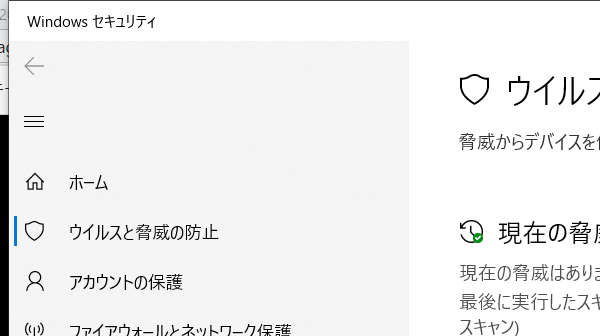 Windows セキュリティ
ホーム
ウイルスと脅威の防止
アカウントの保護
ファイアウォールとネットワーク保護
ウイルス
脅威からデバイスを
現在の脅
現在の脅威はありま
最後に実行したスキ
スキャン)